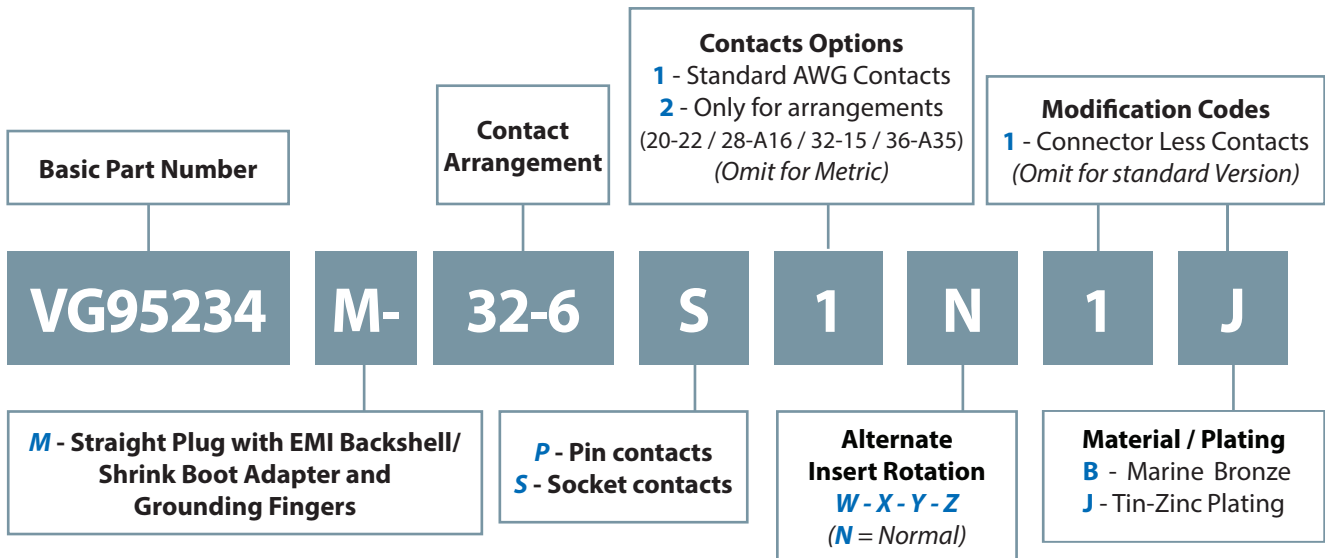 Contacts Options
1 - Standard AWG Contacts
2 - Only for arrangements
(20-22 / 28-A16 / 32-15 / 36-A35)
(Omit for Metric)
Modification Codes
1 - Connector Less Contacts
(Omit for standard Version)
Contact
Arrangement
Basic Part Number
VG95234 M- 32-6 S 1 N 1 J
M - Straight Plug with EMI Backshell/
Shrink Boot Adapter and
Grounding Fingers
P - Pin contacts
S - Socket contacts
Alternate
Insert Rotation
W - X - Y - Z
(N = Normal)
Material / Plating
B - Marine Bronze
J - Tin-Zinc Plating